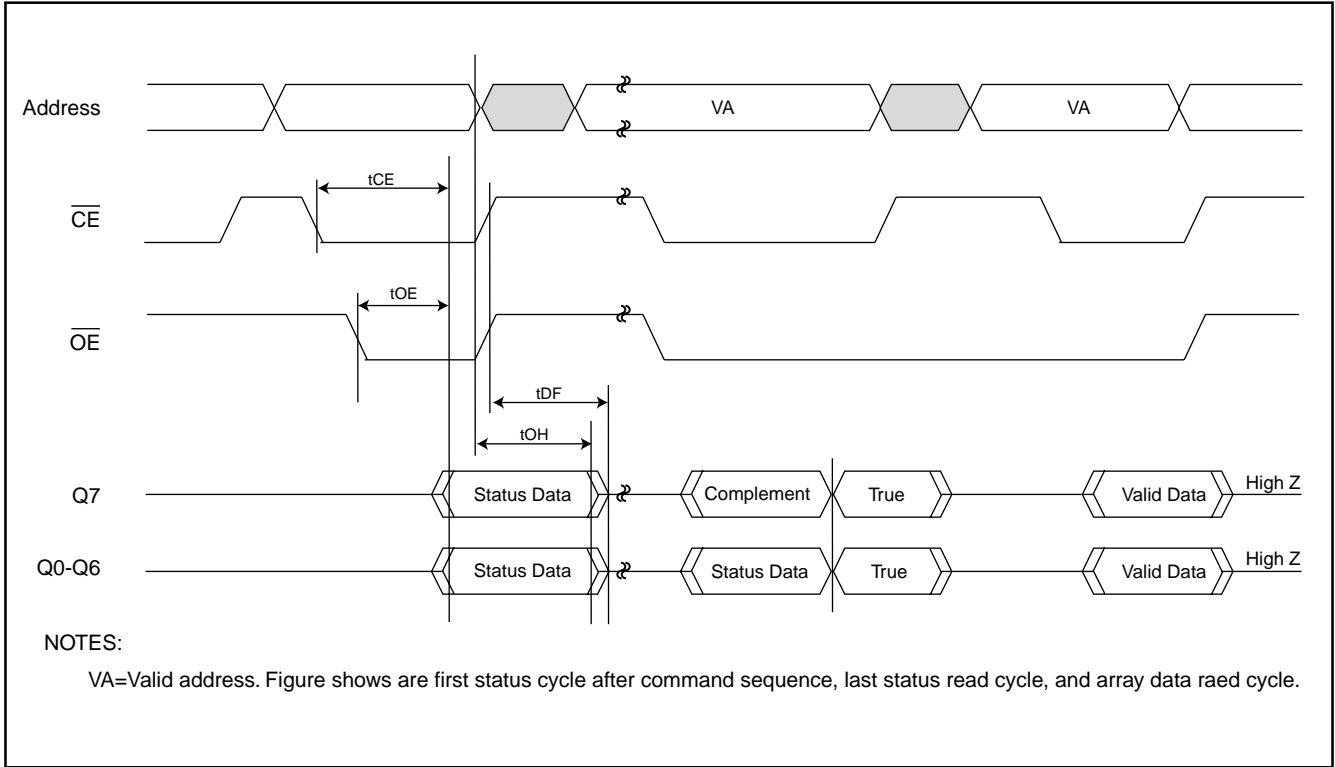 Address
VA
VA
tCE
CE
tOE
OE
tDF
tOH
Q7
Status Data
Complement
True
Valid Data
High Z
Q0-Q6
Status Data
Status Data
True
Valid Data
High Z
NOTES:
VA=Valid address. Figure shows are first status cycle after command sequence, last status read cycle, and array data raed cycle.